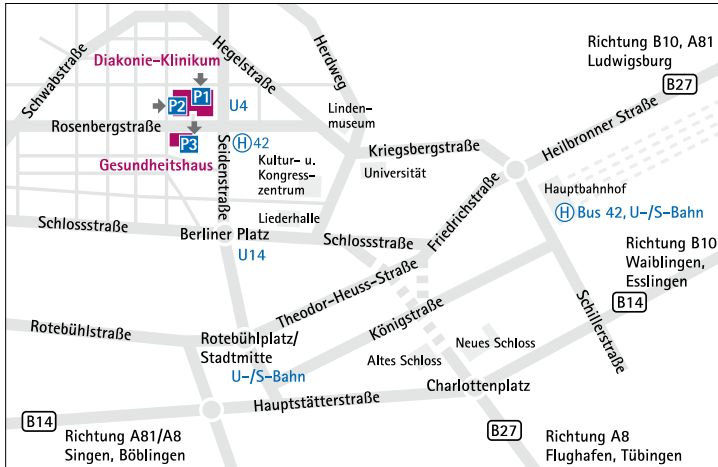 Schwabstraße
Diakonie-Klinikum
Hegelstraße
Herdweg
Richtung B10, A81
Ludwigsburg
B27
P1
P2
U4
Linden-
museum
Heilbronner Straße
Rosenbergstraße
P3
Seidenstraße
H 42
Gesundheitshaus
Kultur- u.
Kongress-
zentrum
Kriegsbergstraße
Universität
Friedrichstraße
Hauptbahnhof
H Bus 42, U-/S-Bahn
Schlossstraße
Liederhalle
Berliner Platz
Schlossstraße
U14
Richtung B10
Waiblingen,
Esslingen
B14
Theodor-Heuss-Straße
Königstraße
Schillerstraße
Rotebühlstraße
Rotebühlplatz/
Stadtmitte
U-/S-Bahn
Altes Schloss
Neues Schloss
Charlottenplatz
Hauptstätterstraße
B14
Richtung A81/A8
Singen, Böblingen
B27
Richtung A8
Flughafen, Tübingen